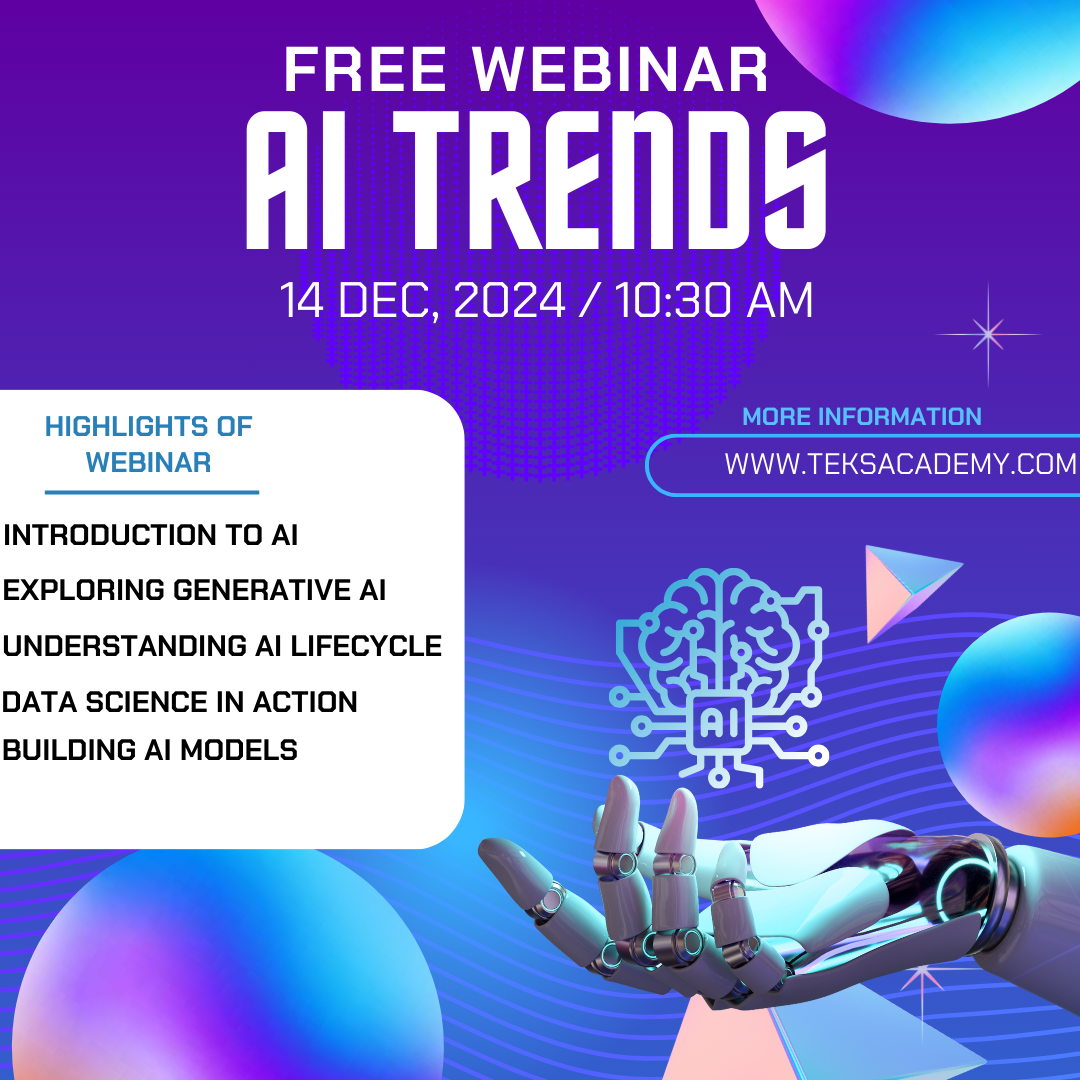 FREE WEBINAR
AI TRENDS
14 DEC, 2024 / 10:30 AM
HIGHLIGHTS OF
WEBINAR
INTRODUCTION TO AI
EXPLORING GENERATIVE AI
UNDERSTANDING AI LIFECYCLE
DATA SCIENCE IN ACTION
BUILDING AI MODELS
MORE INFORMATION
WWW.TEKSACADEMY.COM
AI